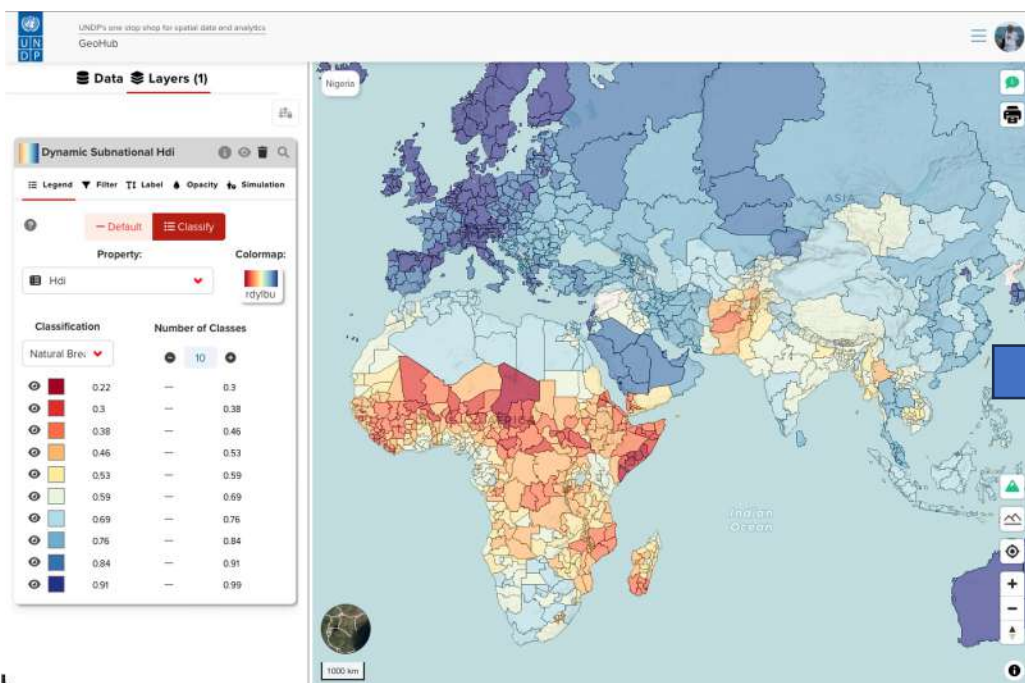 UNDP's one stop shop for spatial data and analytics
GeoHub
U N
D P
Data Layers (1)
Dynamic Subnational Hdi
Legend Filter TI Label Opacity Simulation
— Default Classify
Property: Colormap:
Hdi rdylbu
Classification Number of Classes
Natural Bre 10
0.22 — 0.3
0.3 — 0.38
0.38 — 0.46
0.46 — 0.53
0.53 — 0.59
0.59 — 0.69
0.69 — 0.76
0.76 — 0.84
0.84 — 0.91
0.91 — 0.99
Nigeria
ASIA
AFRICA
Indian
Ocean
1000 km